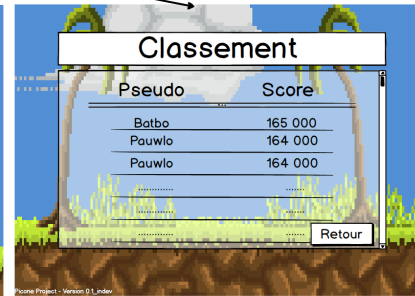 Classement
Pseudo Score
Batbo 165 000
Pauwlo 164 000
Pauwlo 164 000
............ ......
............ ......
............ ......
Retour
Picone Project - Version 0.1_indev